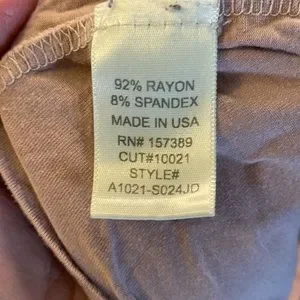 92% RAYON
8% SPANDEX
MADE IN USA
RN# 157389
CUT#10021
STYLE#
A1021-S024JD